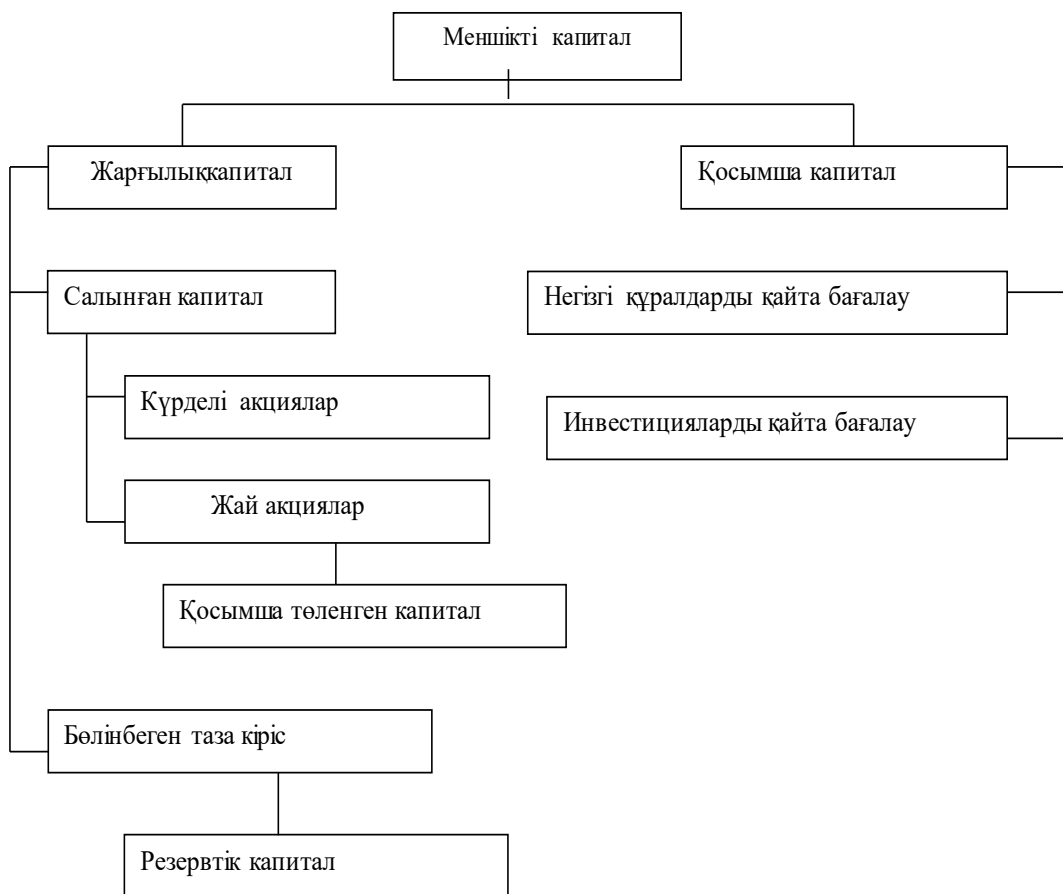 Меншікті капитал
Жарғылыққапитал
Қосымша капитал
Салынған капитал
Негізгі құралдарды қайта бағалау
Күрделі акциялар
Инвестицияларды қайта бағалау
Жай акциялар
Қосымша төленген капитал
Бөлінбеген таза кіріс
Резервтік капитал